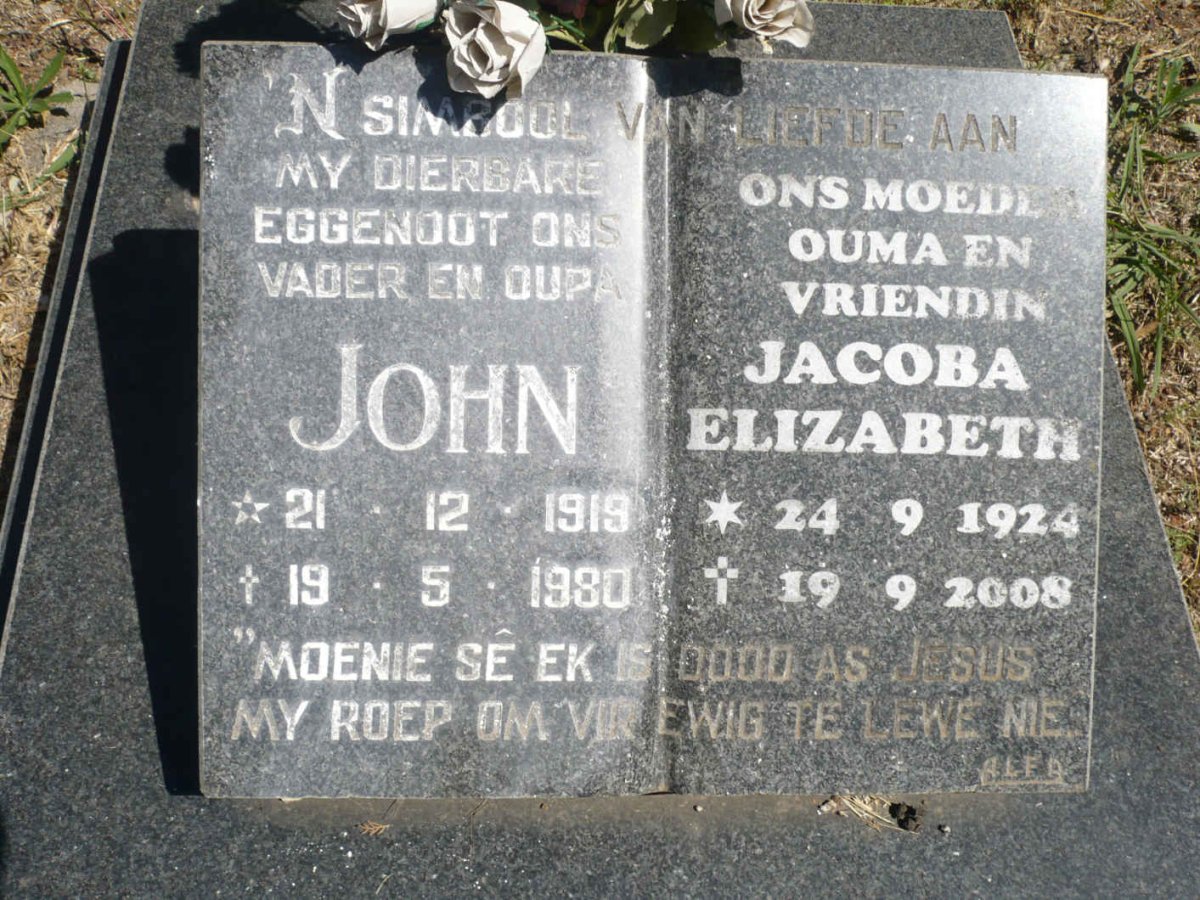 'N SIMBOOL VAN LIEFDE AAN
MY DIERBARE
EGGENOOT ONS
VADER EN OUPA
JOHN
☆ 21 · 12 · 1919
† 19 · 5 · 1980
ONS MOEDER
OUMA EN
VRIENDIN
JACOBA
ELIZABETH
✶ 24 9 1924
✝ 19 9 2008
"MOENIE SÊ EK IS DOOD AS JESUS
MY ROEP OM VIR EWIG TE LEWE NIE."
ALFA